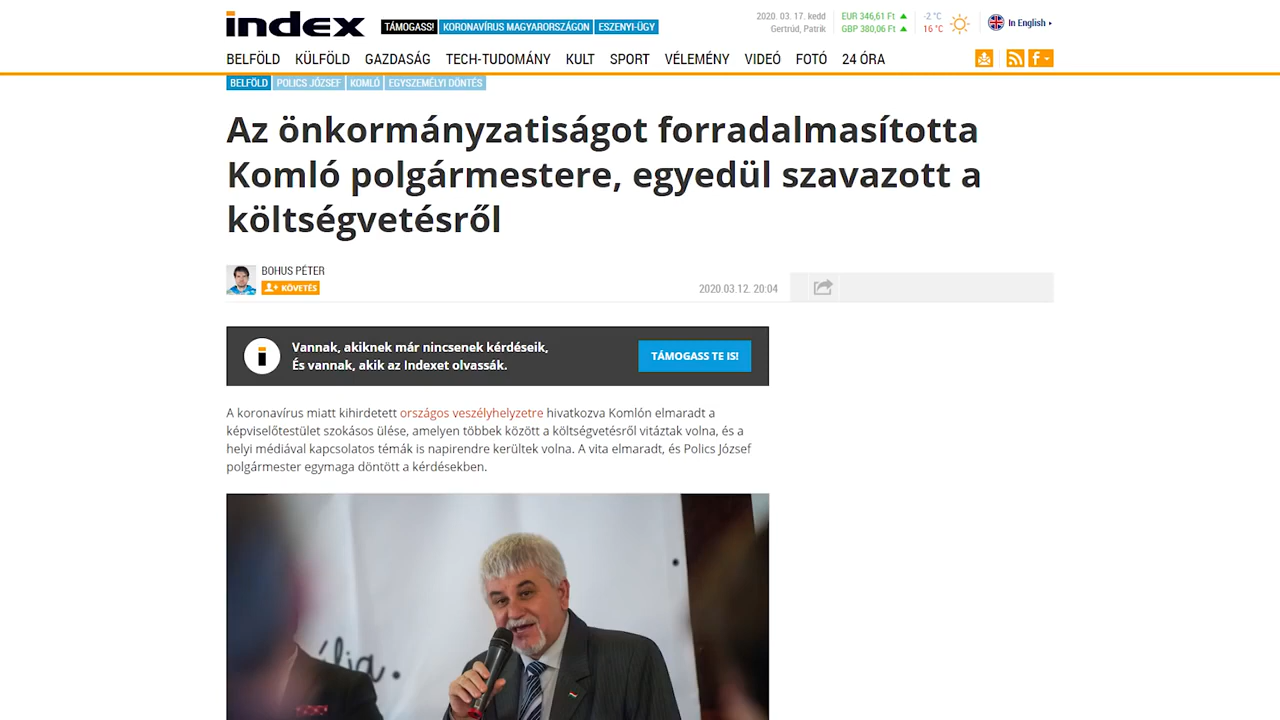 index
TÁMOGASS! KORONAVÍRUS MAGYARORSZÁGON ESZENYI-ÜGY
2020. 03. 17. kedd
Gertrúd, Patrik
EUR 346,61 Ft
GBP 380,06 Ft
-2 °C
16 °C
In English
BELFÖLD KÜLFÖLD GAZDASÁG TECH-TUDOMÁNY KULT SPORT VÉLEMÉNY VIDEÓ FOTÓ 24 ÓRA
BELFÖLD POLICS JÓZSEF KOMLÓ EGYSZEMÉLYI DÖNTÉS
Az önkormányzatiságot forradalmasította
Komló polgármestere, egyedül szavazott a
költségvetésről
BOHUS PÉTER
KÖVETÉS
2020.03.12. 20:04
Vannak, akiknek már nincsenek kérdéseik,
És vannak, akik az Indexet olvassák.
TÁMOGASS TE IS!
A koronavírus miatt kihirdetett országos veszélyhelyzetre hivatkozva Komlón elmaradt a
képviselőtestület szokásos ülése, amelyen többek között a költségvetésről vitáztak volna, és a
helyi médiával kapcsolatos témák is napirendre kerültek volna. A vita elmaradt, és Polics József
polgármester egymaga döntött a kérdésekben.